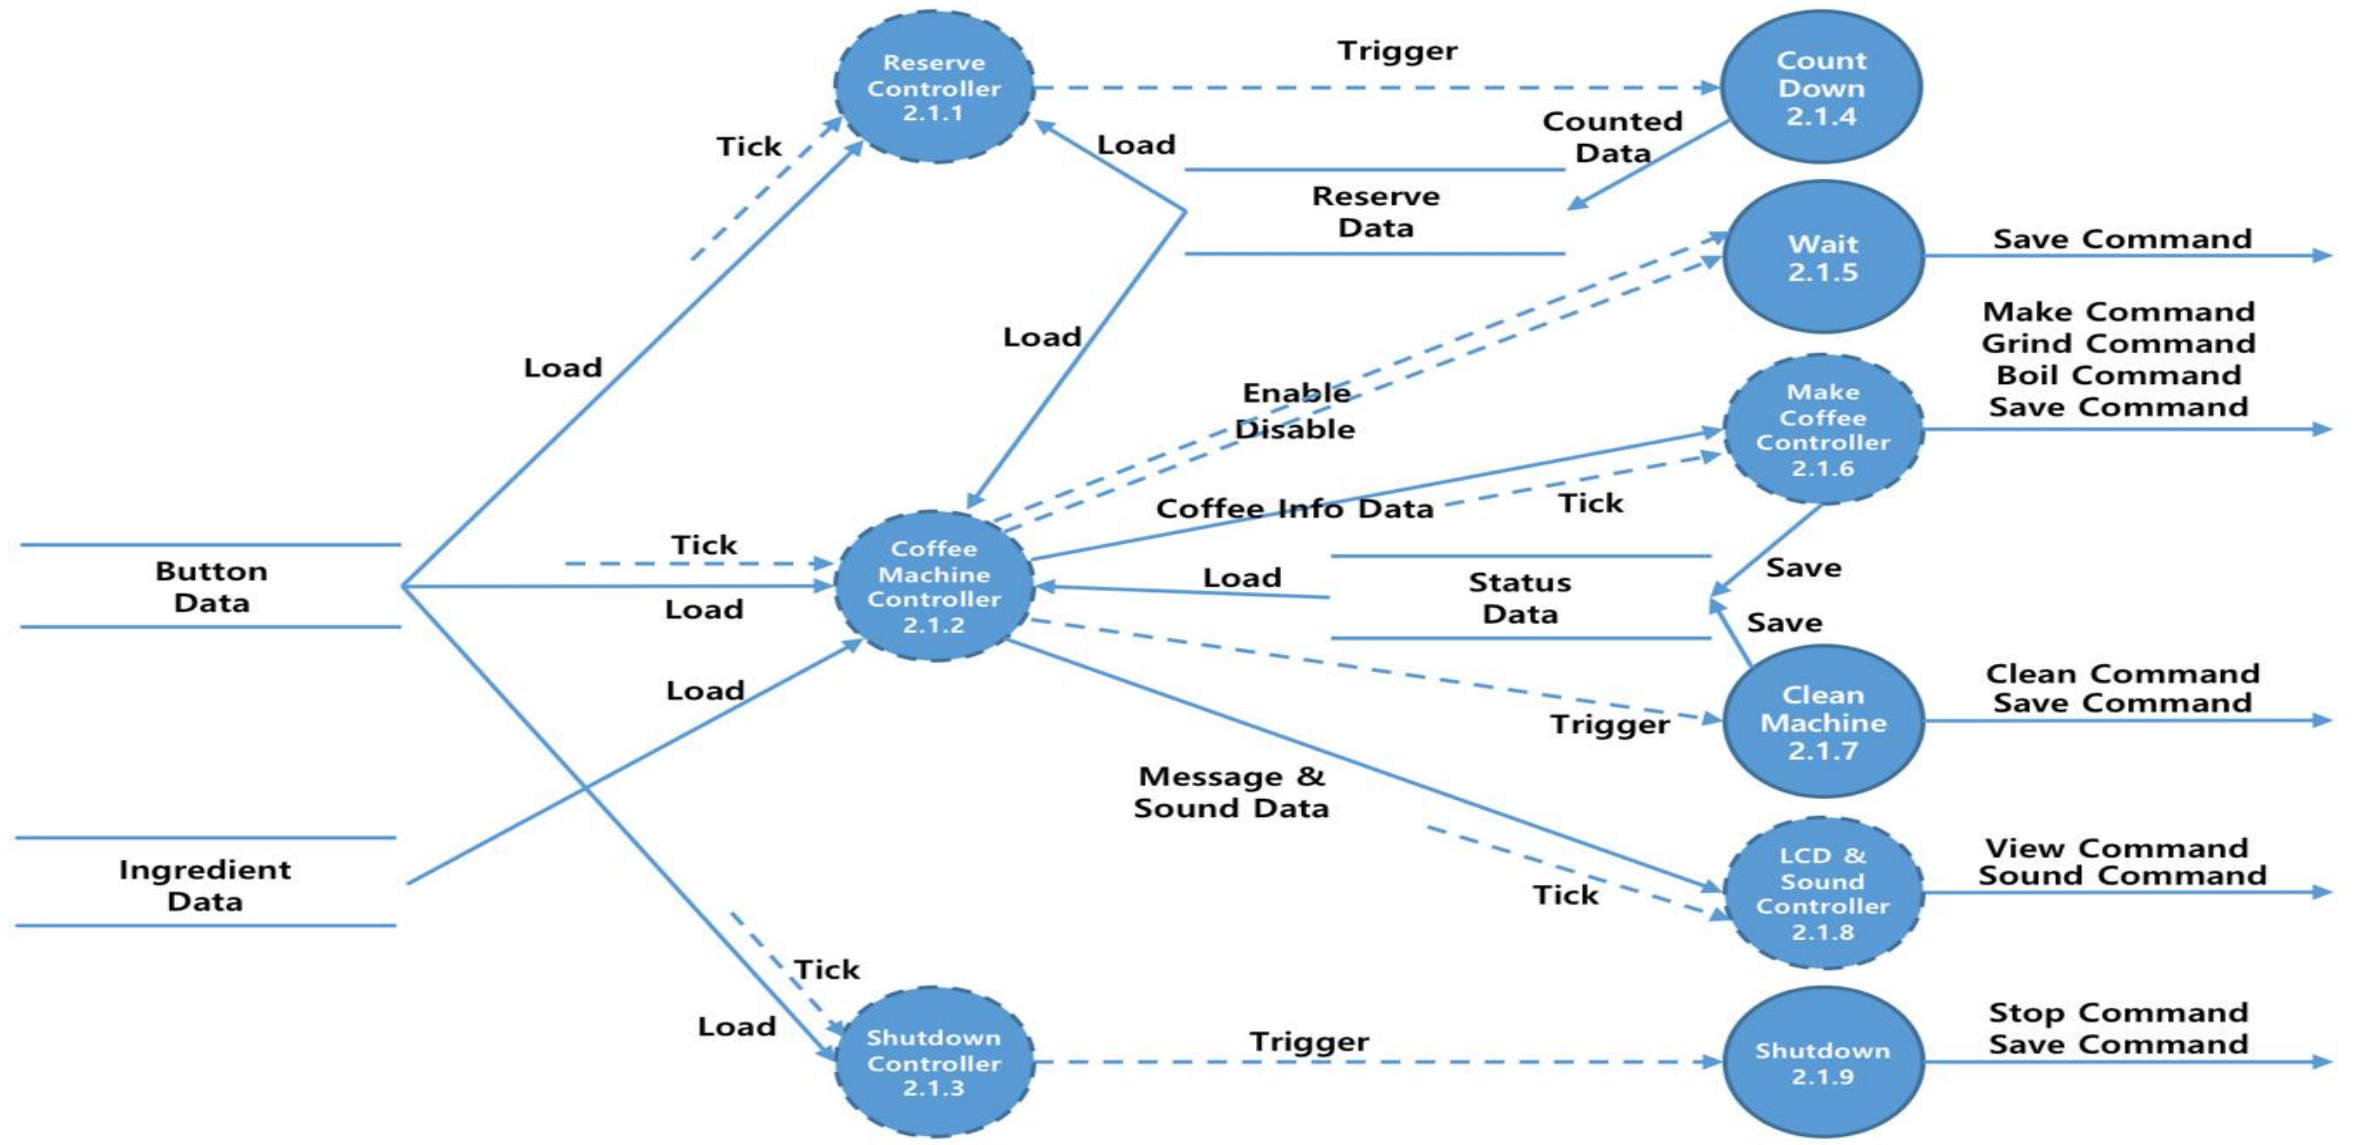 Reserve
Controller
2.1.1
Trigger
Count
Down
2.1.4
Tick
Load
Counted
Data
Reserve
Data
Wait
2.1.5
Save Command
Load
Load
Enable
Disable
Make
Coffee
Controller
2.1.6
Make Command
Grind Command
Boil Command
Save Command
Coffee Info Data
Tick
Button
Data
Tick
Load
Coffee
Machine
Controller
2.1.2
Load
Status
Data
Save
Save
Load
Trigger
Clean
Machine
2.1.7
Clean Command
Save Command
Message &
Sound Data
Ingredient
Data
Tick
LCD &
Sound
Controller
2.1.8
View Command
Sound Command
Tick
Load
Shutdown
Controller
2.1.3
Trigger
Shutdown
2.1.9
Stop Command
Save Command